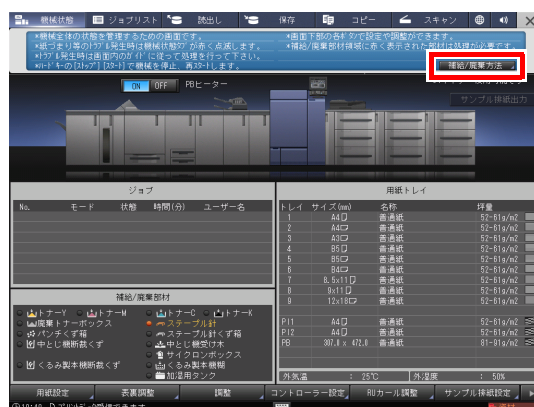 機械状態 ジョブリスト 読出し 保存 コピー スキャン
*機械全体の状態を管理するための画面です。
*紙づまり等のトラブル発生時は機械状態タブが赤く点滅します。
*トラブル発生時は画面内のガイドに従って処理を行って下さい。
*ハードキーの[ストップ][スタート]で機械を停止、再スタートします。
*画面下部の各ボタンで設定や調整ができます。
*補給/廃棄部材領域に赤く表示された部材は処理が必要です。
補給/廃棄方法
ON OFF PBヒーター
サンプル排紙出力
ジョブ
No. モード 状態 時間(分) ユーザー名
用紙トレイ
トレイ サイズ(mm) 名称 坪量
1 A4 普通紙 52-61g/m2
2 A4 普通紙 52-61g/m2
3 A3 普通紙 52-61g/m2
4 B5 普通紙 52-61g/m2
5 B5 普通紙 52-61g/m2
6 B4 普通紙 52-61g/m2
7 8.5x11 普通紙 52-61g/m2
8 9x11 普通紙 52-61g/m2
9 12x18 普通紙 52-61g/m2
PI1 A4 普通紙 52-61g/m2
PI2 A4 普通紙 52-61g/m2
PB 307.0 x 472.0 普通紙 81-91g/m2
補給/廃棄部材
トナーY トナーM トナーC トナーK
廃棄トナーボックス ステープル針
パンチくず箱 ステープル針くず箱
中とじ機断裁くず 中とじ機受け木
サイクロンボックス
くるみ製本機断裁くず くるみ製本機糊
加湿用タンク
外気温 : 25℃ 外湿度 : 50%
用紙設定 表裏調整 調整 コントローラー設定 RUカール調整 サンプル排紙設定